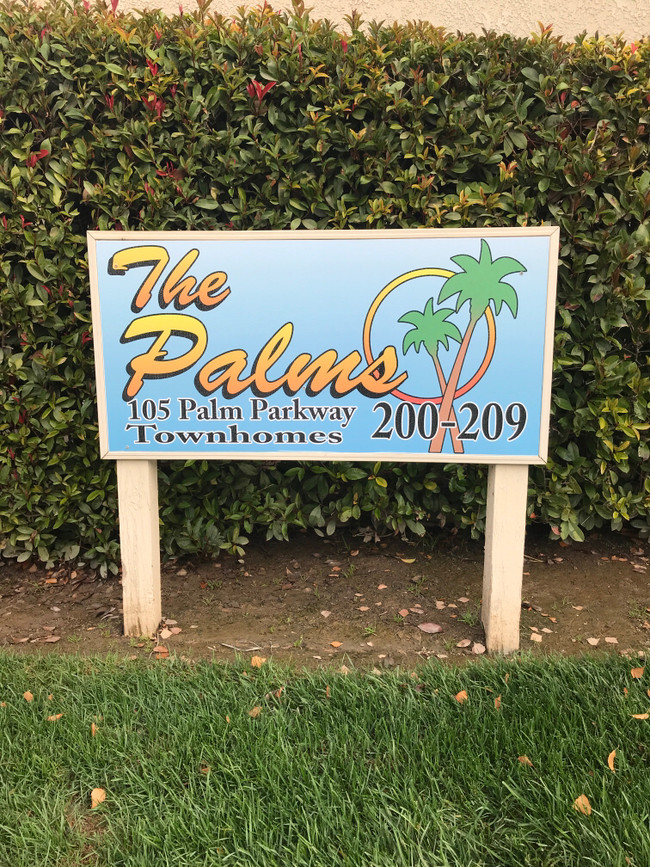 The
Palms
105 Palm Parkway
Townhomes
200-209